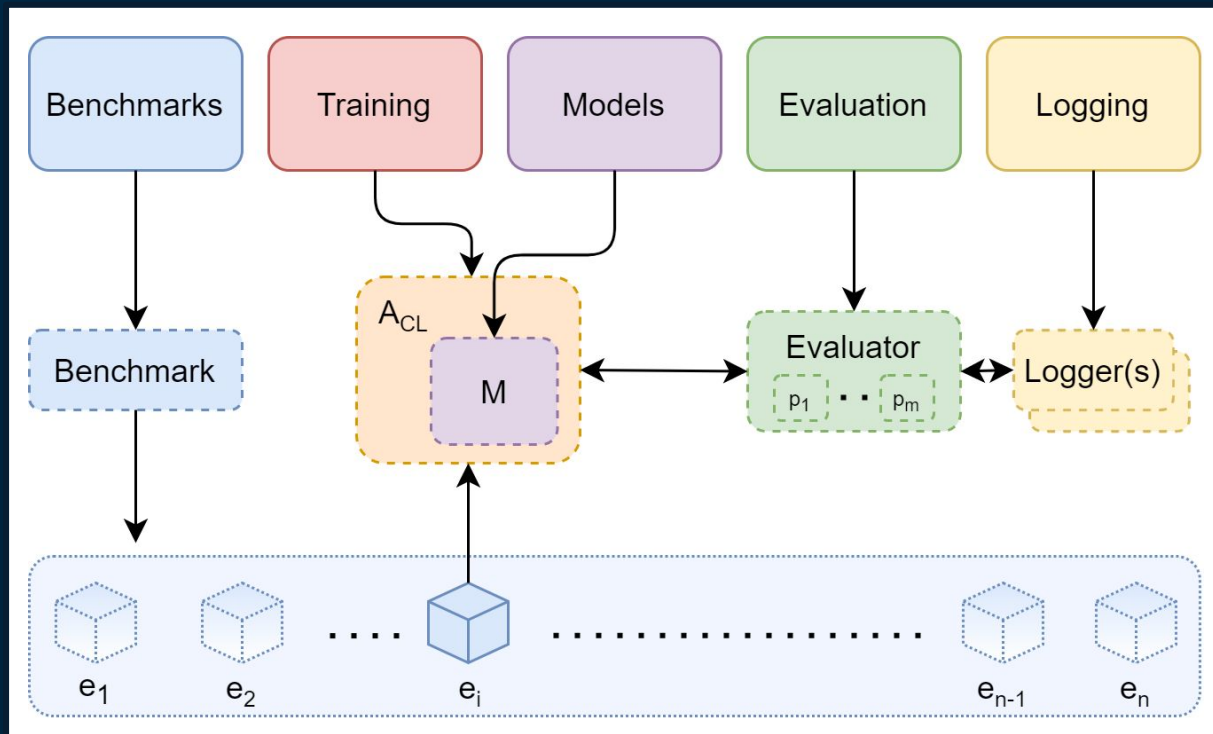 Benchmarks
Training
Models
Evaluation
Logging
A_CL
M
Benchmark
Evaluator
p_1 .. p_m
Logger(s)
e_1
e_2
e_i
e_n-1
e_n